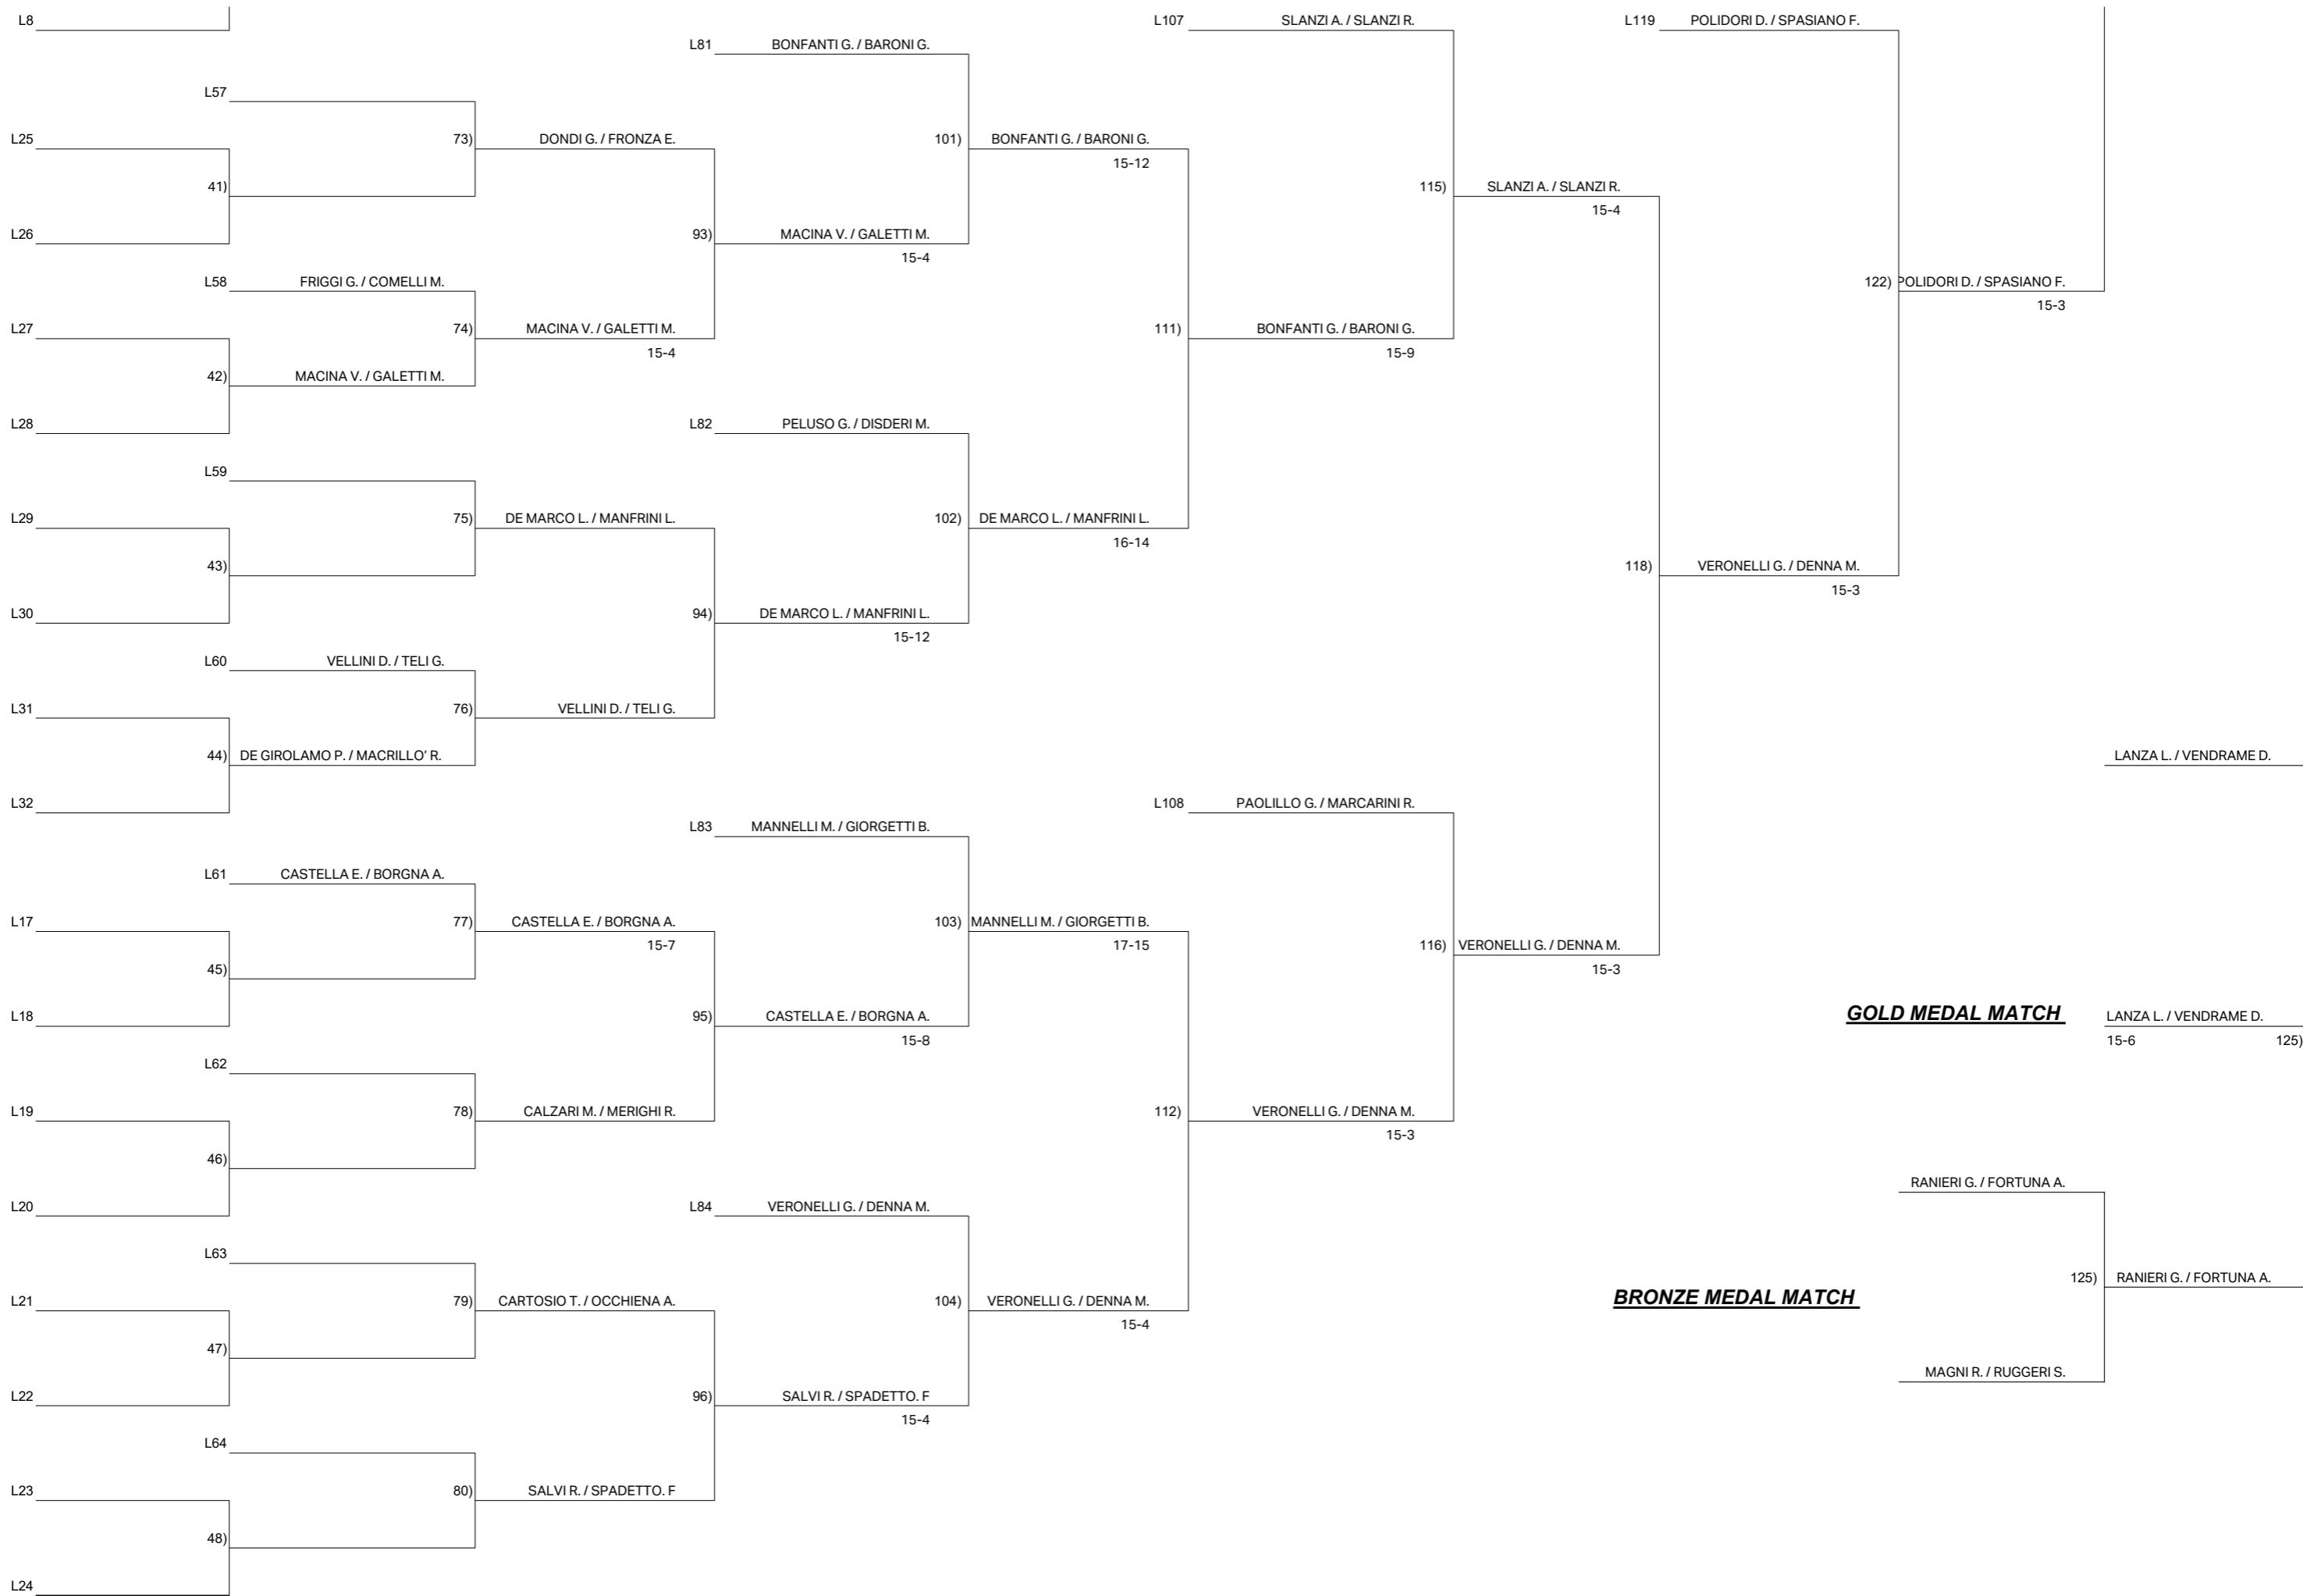 L8
L107 SLANZI A. / SLANZI R.
L119 POLIDORI D. / SPASIANO F.
L81 BONFANTI G. / BARONI G.
L57
L25
73) DONDI G. / FRONZA E.
101) BONFANTI G. / BARONI G.
15-12
41)
115) SLANZI A. / SLANZI R.
15-4
L26
93) MACINA V. / GALETTI M.
15-4
L58 FRIGGI G. / COMELLI M.
122) POLIDORI D. / SPASIANO F.
15-3
L27
74) MACINA V. / GALETTI M.
15-4
111) BONFANTI G. / BARONI G.
15-9
42) MACINA V. / GALETTI M.
L28
L82 PELUSO G. / DISDERI M.
L59
L29
75) DE MARCO L. / MANFRINI L.
102) DE MARCO L. / MANFRINI L.
16-14
43)
118) VERONELLI G. / DENNA M.
15-3
L30
94) DE MARCO L. / MANFRINI L.
15-12
L60 VELLINI D. / TELI G.
L31
76) VELLINI D. / TELI G.
44) DE GIROLAMO P. / MACRILLO' R.
LANZA L. / VENDRAME D.
L32
L108 PAOLILLO G. / MARCARINI R.
L83 MANNELLI M. / GIORGETTI B.
L61 CASTELLA E. / BORGNA A.
L17
77) CASTELLA E. / BORGNA A.
15-7
103) MANNELLI M. / GIORGETTI B.
17-15
116) VERONELLI G. / DENNA M.
15-3
45)
L18
95) CASTELLA E. / BORGNA A.
15-8
GOLD MEDAL MATCH
LANZA L. / VENDRAME D.
15-6 125)
L62
L19
78) CALZARI M. / MERIGHI R.
112) VERONELLI G. / DENNA M.
15-3
46)
RANIERI G. / FORTUNA A.
L20
L84 VERONELLI G. / DENNA M.
L63
L21
79) CARTOSIO T. / OCCHIENA A.
104) VERONELLI G. / DENNA M.
15-4
125) RANIERI G. / FORTUNA A.
BRONZE MEDAL MATCH
47)
MAGNI R. / RUGGERI S.
L22
96) SALVI R. / SPADETTO. F
15-4
L64
L23
80) SALVI R. / SPADETTO. F
48)
L24